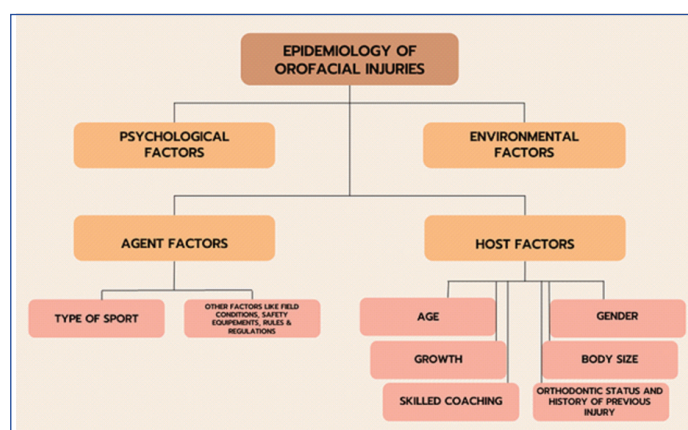 EPIDEMIOLOGY OF
OROFACIAL INJURIES
PSYCHOLOGICAL
FACTORS
ENVIRONMENTAL
FACTORS
AGENT FACTORS
HOST FACTORS
TYPE OF SPORT
OTHER FACTORS LIKE FIELD
CONDITIONS, SAFETY
EQUIPEMENTS, RULES &
REGULATIONS
AGE
GENDER
GROWTH
BODY SIZE
SKILLED COACHING
ORTHODONTIC STATUS AND
HISTORY OF PREVIOUS
INJURY